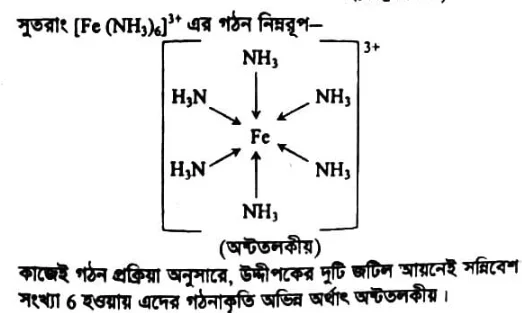 সুতরাং [Fe (NH₃)₆]³⁺ এর গঠন নিম্নরূপ–
3+
NH₃
H₃N NH₃
Fe
H₃N NH₃
NH₃
(অষ্টতলকীয়)
কাজেই গঠন প্রক্রিয়া অনুসারে, উদ্দীপকের দুটি জটিল আয়নেই সন্নিবেশ
সংখ্যা 6 হওয়ায় এদের গঠনাকৃতি অভিন্ন অর্থাৎ অষ্টতলকীয়।